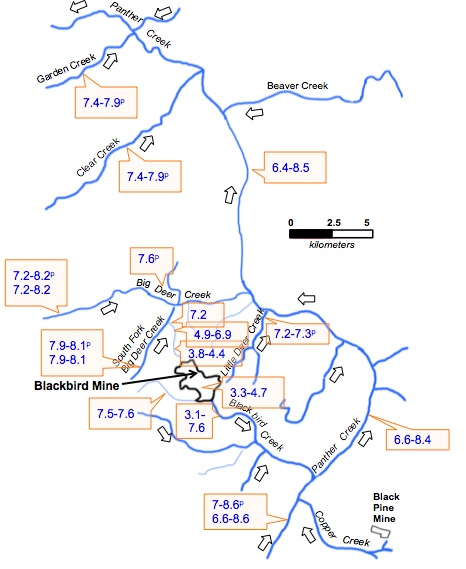 Panther
Creek
Garden Creek
7.4-7.9p
Beaver Creek
Clear Creek
7.4-7.9p
6.4-8.5
0 2.5 5
kilometers
7.6p
7.2-8.2p
7.2-8.2
Big Deer Creek
7.2
4.9-6.9
7.2-7.3p
South Fork
Big Deer Creek
7.9-8.1p
7.9-8.1
3.8-4.4
Little Deer Creek
Blackbird Mine
3.3-4.7
7.5-7.6
3.1-
7.6
Blackbird
Creek
6.6-8.4
Panther Creek
7-8.6p
6.6-8.6
Black
Pine
Mine
Copper Creek